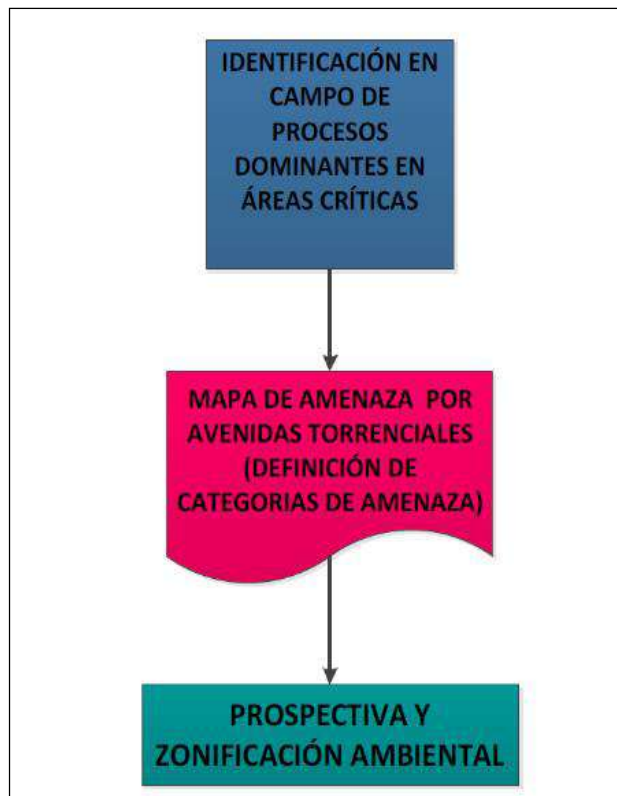 IDENTIFICACIÓN EN
CAMPO DE
PROCESOS
DOMINANTES EN
ÁREAS CRÍTICAS
MAPA DE AMENAZA POR
AVENIDAS TORRENCIALES
(DEFINICIÓN DE
CATEGORIAS DE AMENAZA)
PROSPECTIVA Y
ZONIFICACIÓN AMBIENTAL